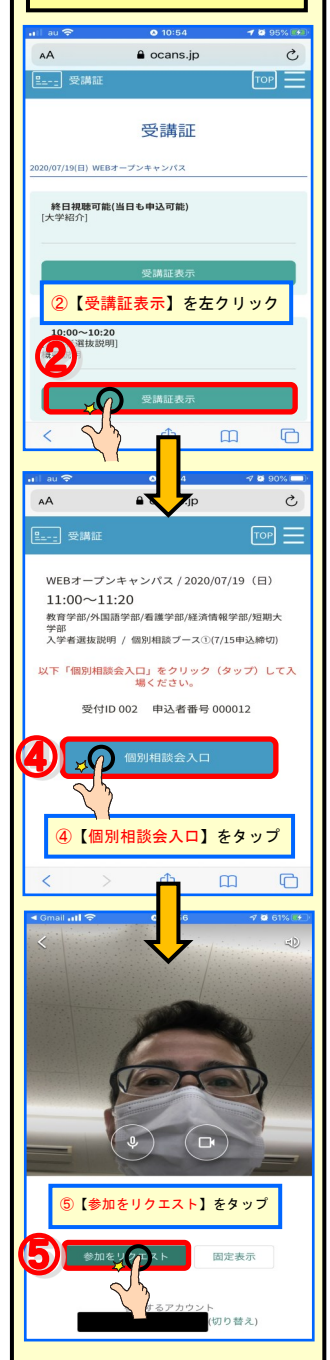 au 10:54 95%
AA ocans.jp
受講証 TOP
受講証
2020/07/19(日) WEBオープンキャンパス
終日視聴可能(当日も申込可能)
[大学紹介]
受講証表示
②【受講証表示】を左クリック
10:00～10:20
選抜説明]
②
受講証表示
au 90%
AA
受講証 TOP
WEBオープンキャンパス / 2020/07/19 (日)
11:00～11:20
教育学部/外国語学部/看護学部/経済情報学部/短期大
学部
入学者選抜説明 / 個別相談ブース①(7/15申込締切)
以下「個別相談会入口」をクリック（タップ）して入
場ください。
受付ID 002 申込者番号 000012
④
個別相談会入口
④【個別相談会入口】をタップ
Gmail 61%
⑤【参加をリクエスト】をタップ
⑤
参加をリクエスト 固定表示
するアカウント
(切り替え)